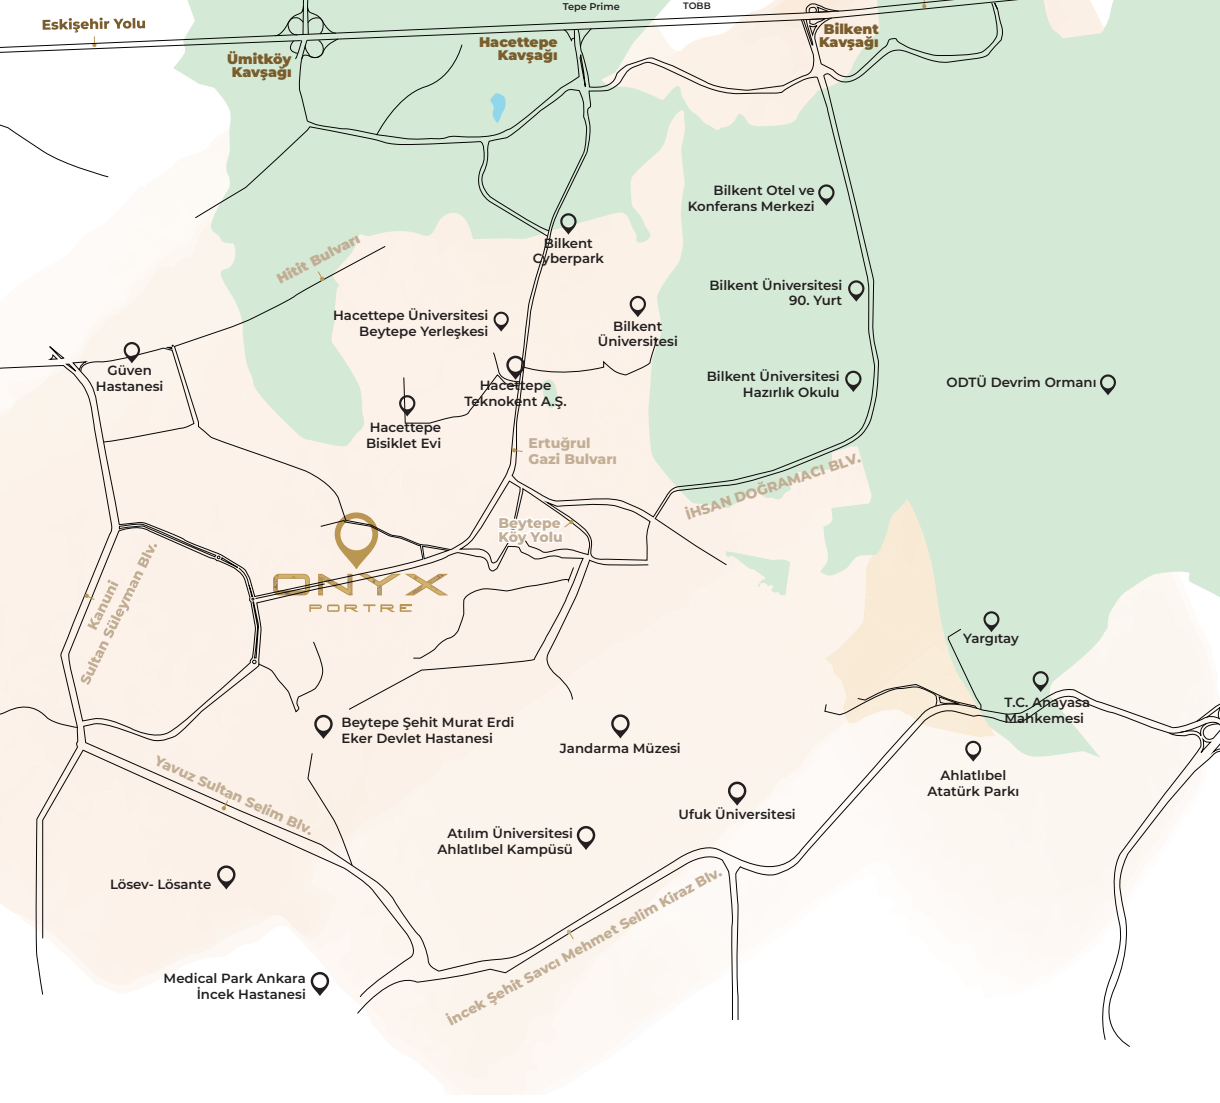 Tepe Prime
TOBB
Eskişehir Yolu
Ümitköy
Kavşağı
Hacettepe
Kavşağı
Bilkent
Kavşağı
Bilkent Otel ve
Konferans Merkezi
Bilkent
Cyberpark
Hitit Bulvarı
Bilkent Üniversitesi
90. Yurt
Hacettepe Üniversitesi
Beytepe Yerleşkesi
Bilkent
Üniversitesi
Güven
Hastanesi
Hacettepe
Teknokent A.Ş.
Bilkent Üniversitesi
Hazırlık Okulu
ODTÜ Devrim Ormanı
Hacettepe
Bisiklet Evi
Ertuğrul
Gazi Bulvarı
İHSAN DOĞRAMACI BLV.
Beytepe
Köy Yolu
ONYX
PORTRE
Kanuni
Sultan Süleyman Blv.
Yargıtay
T.C. Anayasa
Mahkemesi
Beytepe Şehit Murat Erdi
Eker Devlet Hastanesi
Jandarma Müzesi
Ahlatlıbel
Atatürk Parkı
Yavuz Sultan Selim Blv.
Ufuk Üniversitesi
Atılım Üniversitesi
Ahlatlıbel Kampüsü
Lösev- Lösante
İncek Şehit Savcı Mehmet Selim Kiraz Blv.
Medical Park Ankara
İncek Hastanesi